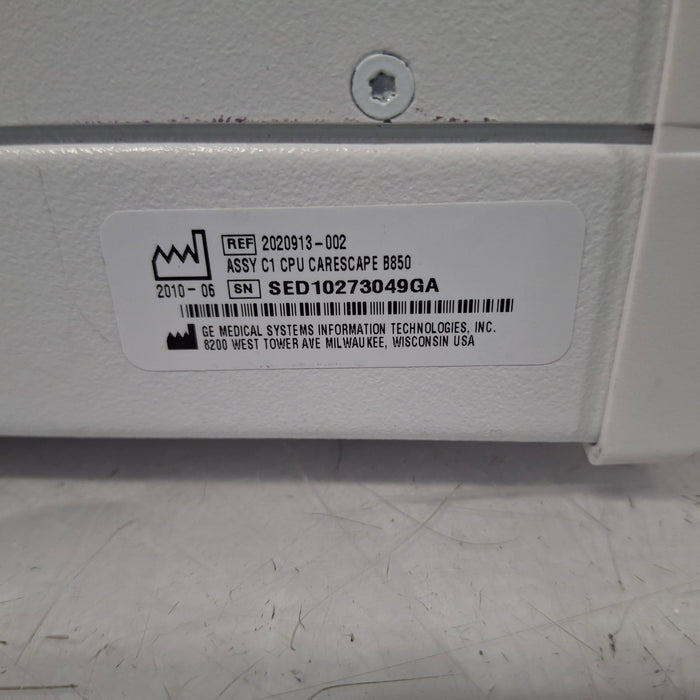 REF 2020913-002
ASSY C1 CPU CARESCAPE B850
2010-06 SN SED10273049GA
GE MEDICAL SYSTEMS INFORMATION TECHNOLOGIES, INC.
8200 WEST TOWER AVE MILWAUKEE, WISCONSIN USA